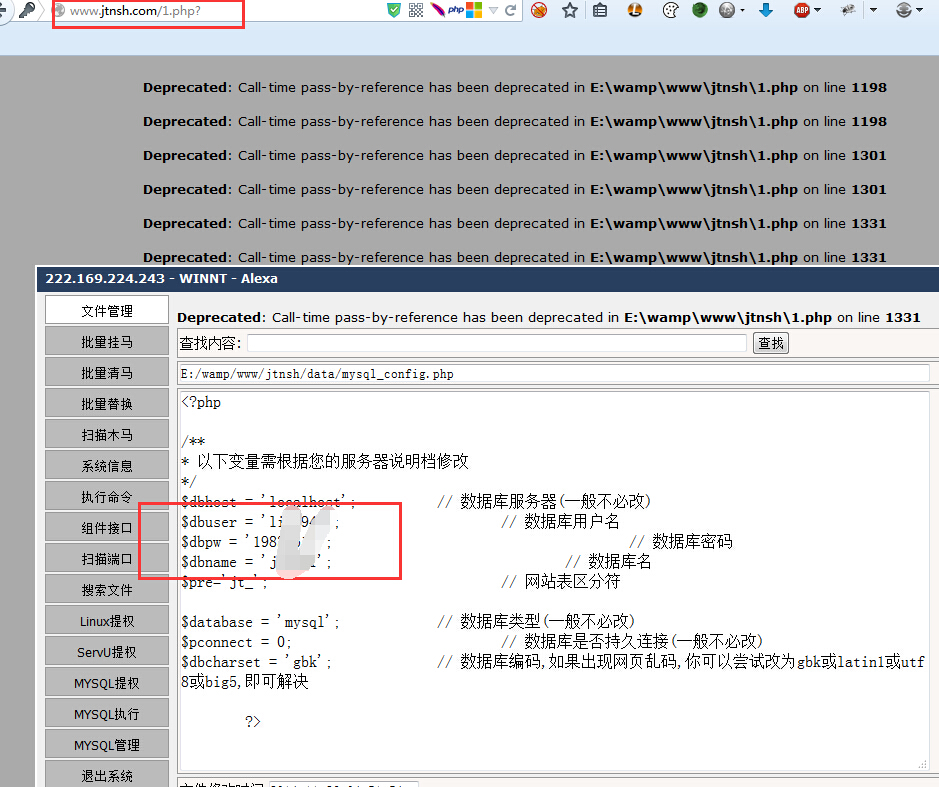 www.jtnsh.com/1.php?
php
ABP
Deprecated: Call-time pass-by-reference has been deprecated in E:\wamp\www\jtnsh\1.php on line 1198
Deprecated: Call-time pass-by-reference has been deprecated in E:\wamp\www\jtnsh\1.php on line 1198
Deprecated: Call-time pass-by-reference has been deprecated in E:\wamp\www\jtnsh\1.php on line 1301
Deprecated: Call-time pass-by-reference has been deprecated in E:\wamp\www\jtnsh\1.php on line 1301
Deprecated: Call-time pass-by-reference has been deprecated in E:\wamp\www\jtnsh\1.php on line 1331
Deprecated: Call-time pass-by-reference has been deprecated in E:\wamp\www\jtnsh\1.php on line 1331
222.169.224.243 - WINNT - Alexa
文件管理
批量挂马
批量清马
批量替换
扫描木马
系统信息
执行命令
组件接口
扫描端口
搜索文件
Linux提权
ServU提权
MYSQL提权
MYSQL执行
MYSQL管理
退出系统
Deprecated: Call-time pass-by-reference has been deprecated in E:\wamp\www\jtnsh\1.php on line 1331
查找内容: 查找
E:/wamp/www/jtnsh/data/mysql_config.php
<?php
/**
* 以下变量需根据您的服务器说明档修改
*/
$dbhost = 'localhost'; // 数据库服务器(一般不必改)
$dbuser = ' '; // 数据库用户名
$dbpw = ' '; // 数据库密码
$dbname = ' '; // 数据库名
$pre='jt_'; // 网站表区分符
$database = 'mysql'; // 数据库类型(一般不必改)
$pconnect = 0; // 数据库是否持久连接(一般不必改)
$dbcharset = 'gbk'; // 数据库编码,如果出现网页乱码,你可以尝试改为gbk或latin1或utf
8或big5,即可解决
?>
文件修改时间